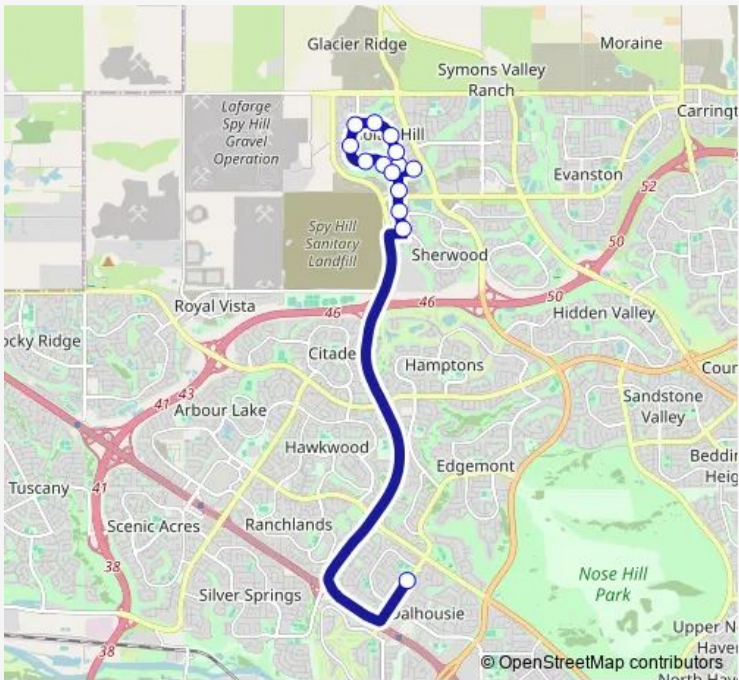 Glacier Ridge
Moraine
Symons Valley
Ranch
Lafarge
Spy Hill
Gravel
Operation
Carringt
Hill
Evanston
52
Spy Hill
Sanitary
Landfill
50
Sherwood
Royal Vista
46
46
50
Hidden Valley
ocky Ridge
Citade
Hamptons
Cour
43
41
Arbour Lake
Sandstone
Valley
Hawkwood
Edgemont
Beddin
Heig
Tuscany
41
Scenic Acres
Ranchlands
38
Silver Springs
Nose Hill
Park
Dalhousie
Upper N
Haven
38
© OpenStreetMap contributors
North Hav